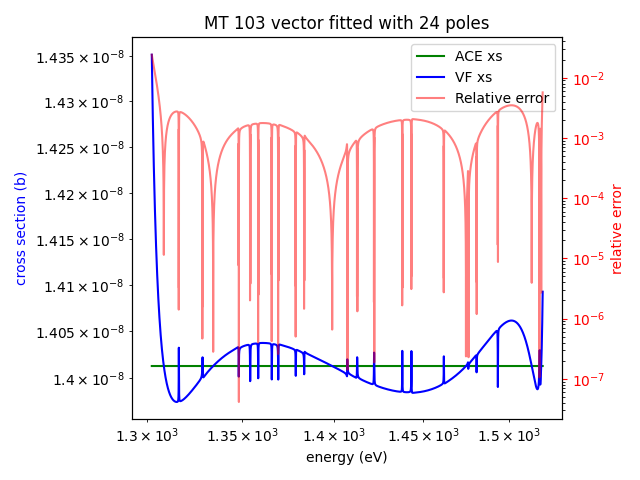 MT 103 vector fitted with 24 poles
ACE xs
VF xs
Relative error
1.435 × 10⁻⁸
1.43 × 10⁻⁸
1.425 × 10⁻⁸
1.42 × 10⁻⁸
1.415 × 10⁻⁸
1.41 × 10⁻⁸
1.405 × 10⁻⁸
1.4 × 10⁻⁸
cross section (b)
10⁻²
10⁻³
10⁻⁴
10⁻⁵
10⁻⁶
10⁻⁷
relative error
1.3 × 10³ 1.35 × 10³ 1.4 × 10³ 1.45 × 10³ 1.5 × 10³
energy (eV)